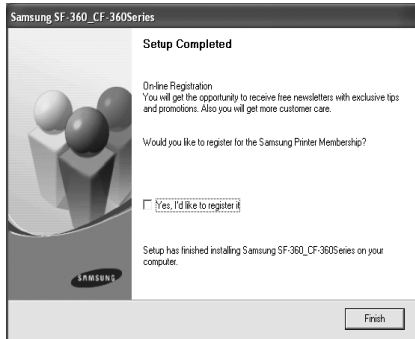 Samsung SF-360_CF-360Series
Setup Completed
On-line Registration
You will get the opportunity to receive free newsletters with exclusive tips
and promotions. Also you will get more customer care.
Would you like to register for the Samsung Printer Membership?
Yes, I'd like to register it
Setup has finished installing Samsung SF-360_CF-360Series on your
computer.
SAMSUNG
Finish